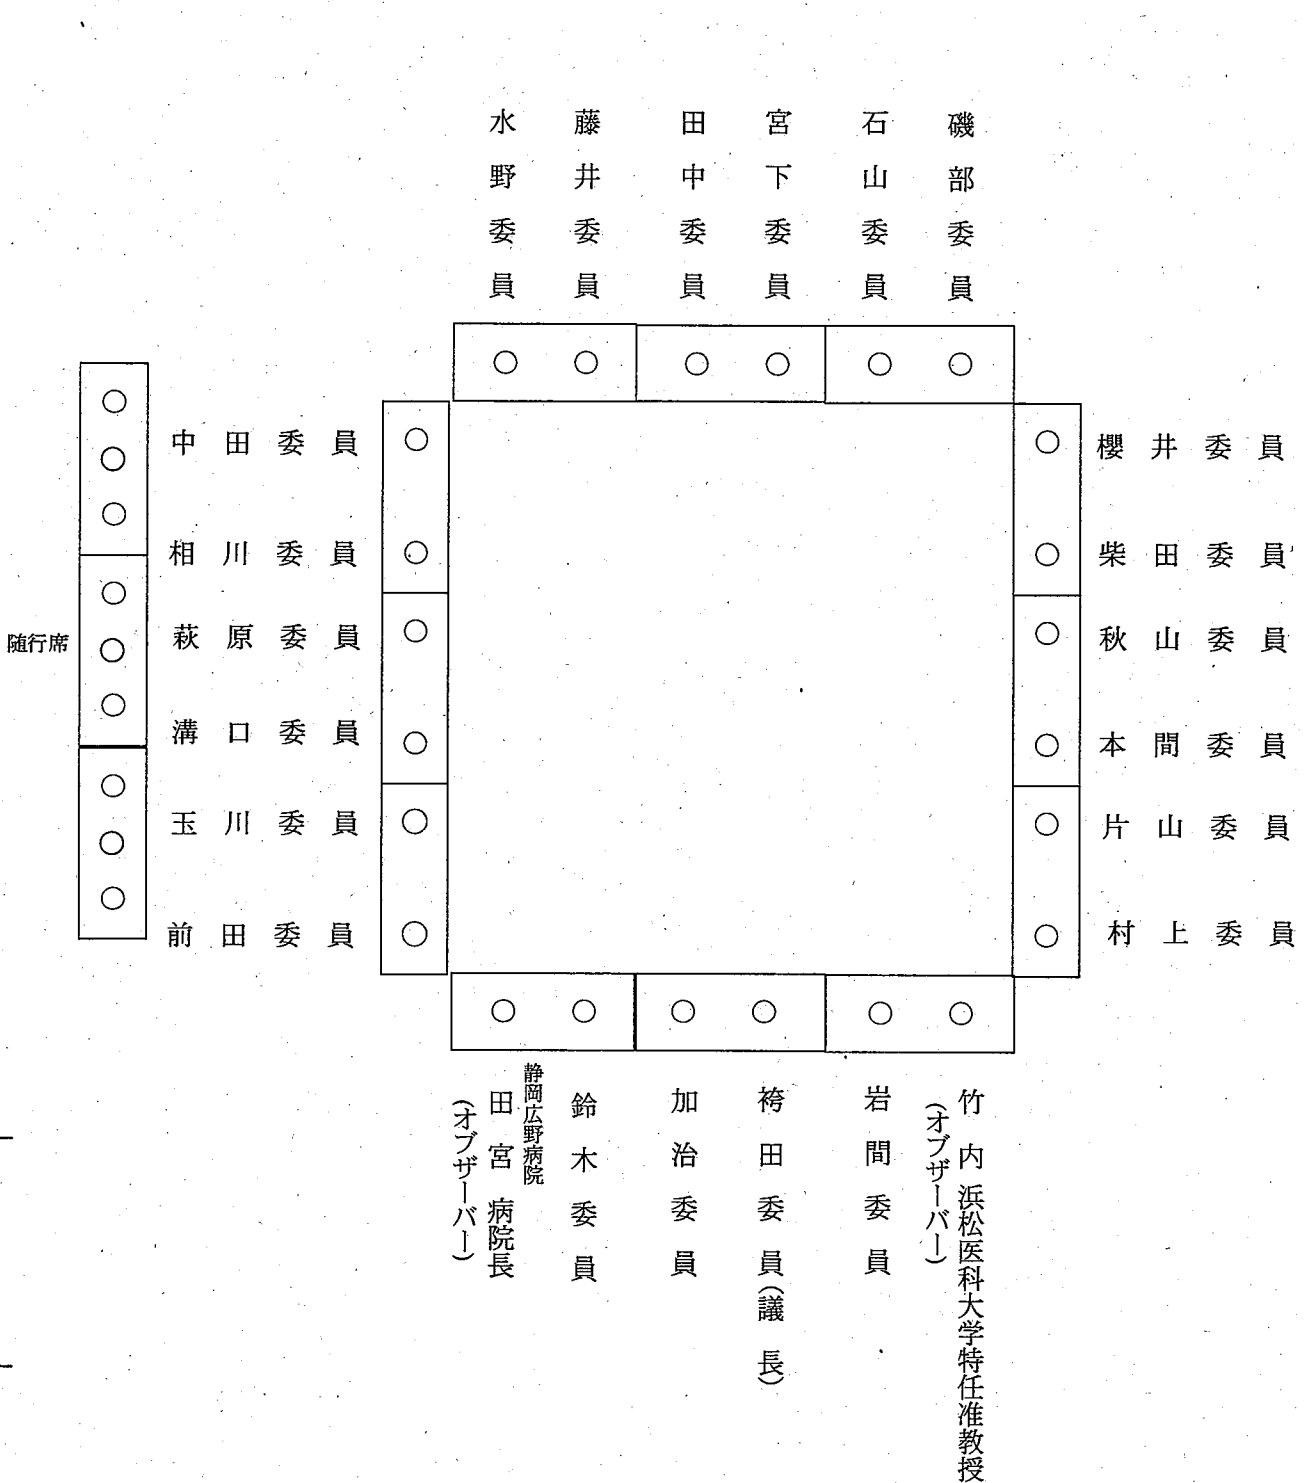 水野委員
藤井委員
田中委員
宮下委員
石山委員
磯部委員
中田委員
相川委員
萩原委員
溝口委員
玉川委員
前田委員
随行席
櫻井委員
柴田委員
秋山委員
本間委員
片山委員
村上委員
静岡広野病院
田宮 病院長
(オブザーバー)
鈴木委員
加治委員
袴田委員(議長)
岩間委員
竹内 浜松医科大学特任准教授
(オブザーバー)